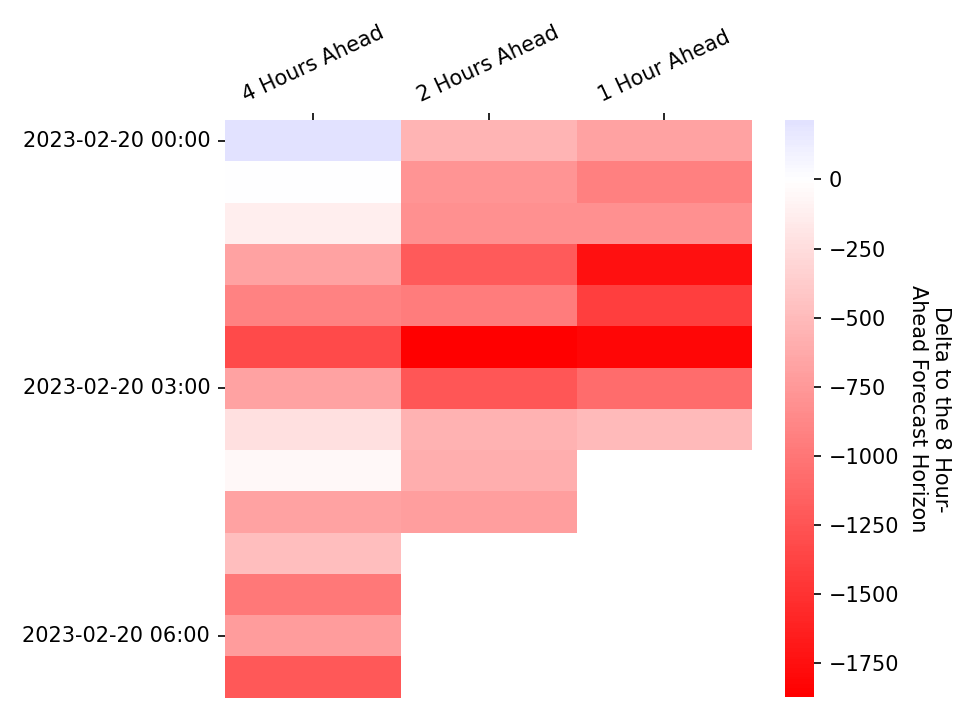 4 Hours Ahead
2 Hours Ahead
1 Hour Ahead
2023-02-20 00:00
2023-02-20 03:00
2023-02-20 06:00
0
−250
−500
−750
−1000
−1250
−1500
−1750
Delta to the 8 Hour-
Ahead Forecast Horizon